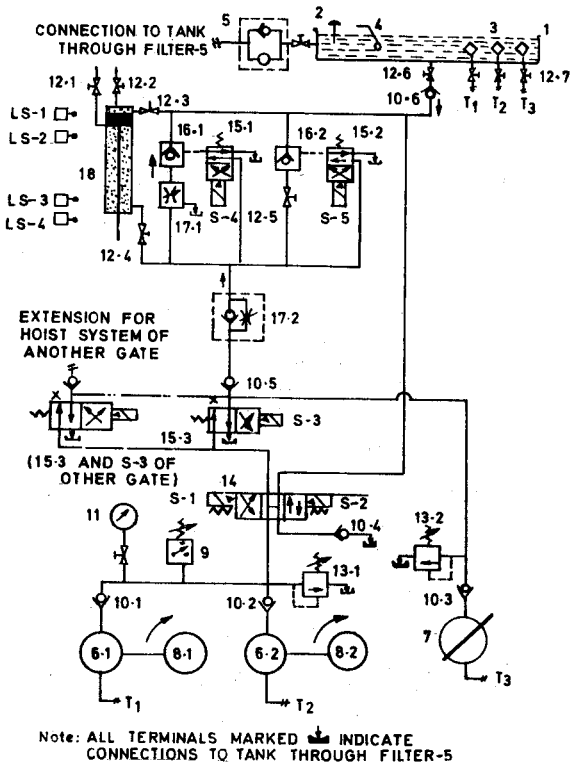 CONNECTION TO TANK
THROUGH FILTER-5
5
2
4
3
1
12·1
12·2
12·3
12·6
12·7
T1
T2
T3
10·6
LS-1
LS-2
LS-3
LS-4
18
16·1
15·1
16·2
15·2
17·1
S-4
12·5
S-5
12·4
17·2
EXTENSION FOR
HOIST SYSTEM OF
ANOTHER GATE
10·5
X
X
15·3
S-3
(15·3 AND S-3 OF
OTHER GATE)
S-1
14
S-2
10·4
11
9
13·1
13·2
10·1
10·2
10·3
6·1
8·1
6·2
8·2
7
T1
T2
T3
Note: ALL TERMINALS MARKED INDICATE
CONNECTIONS TO TANK THROUGH FILTER-5